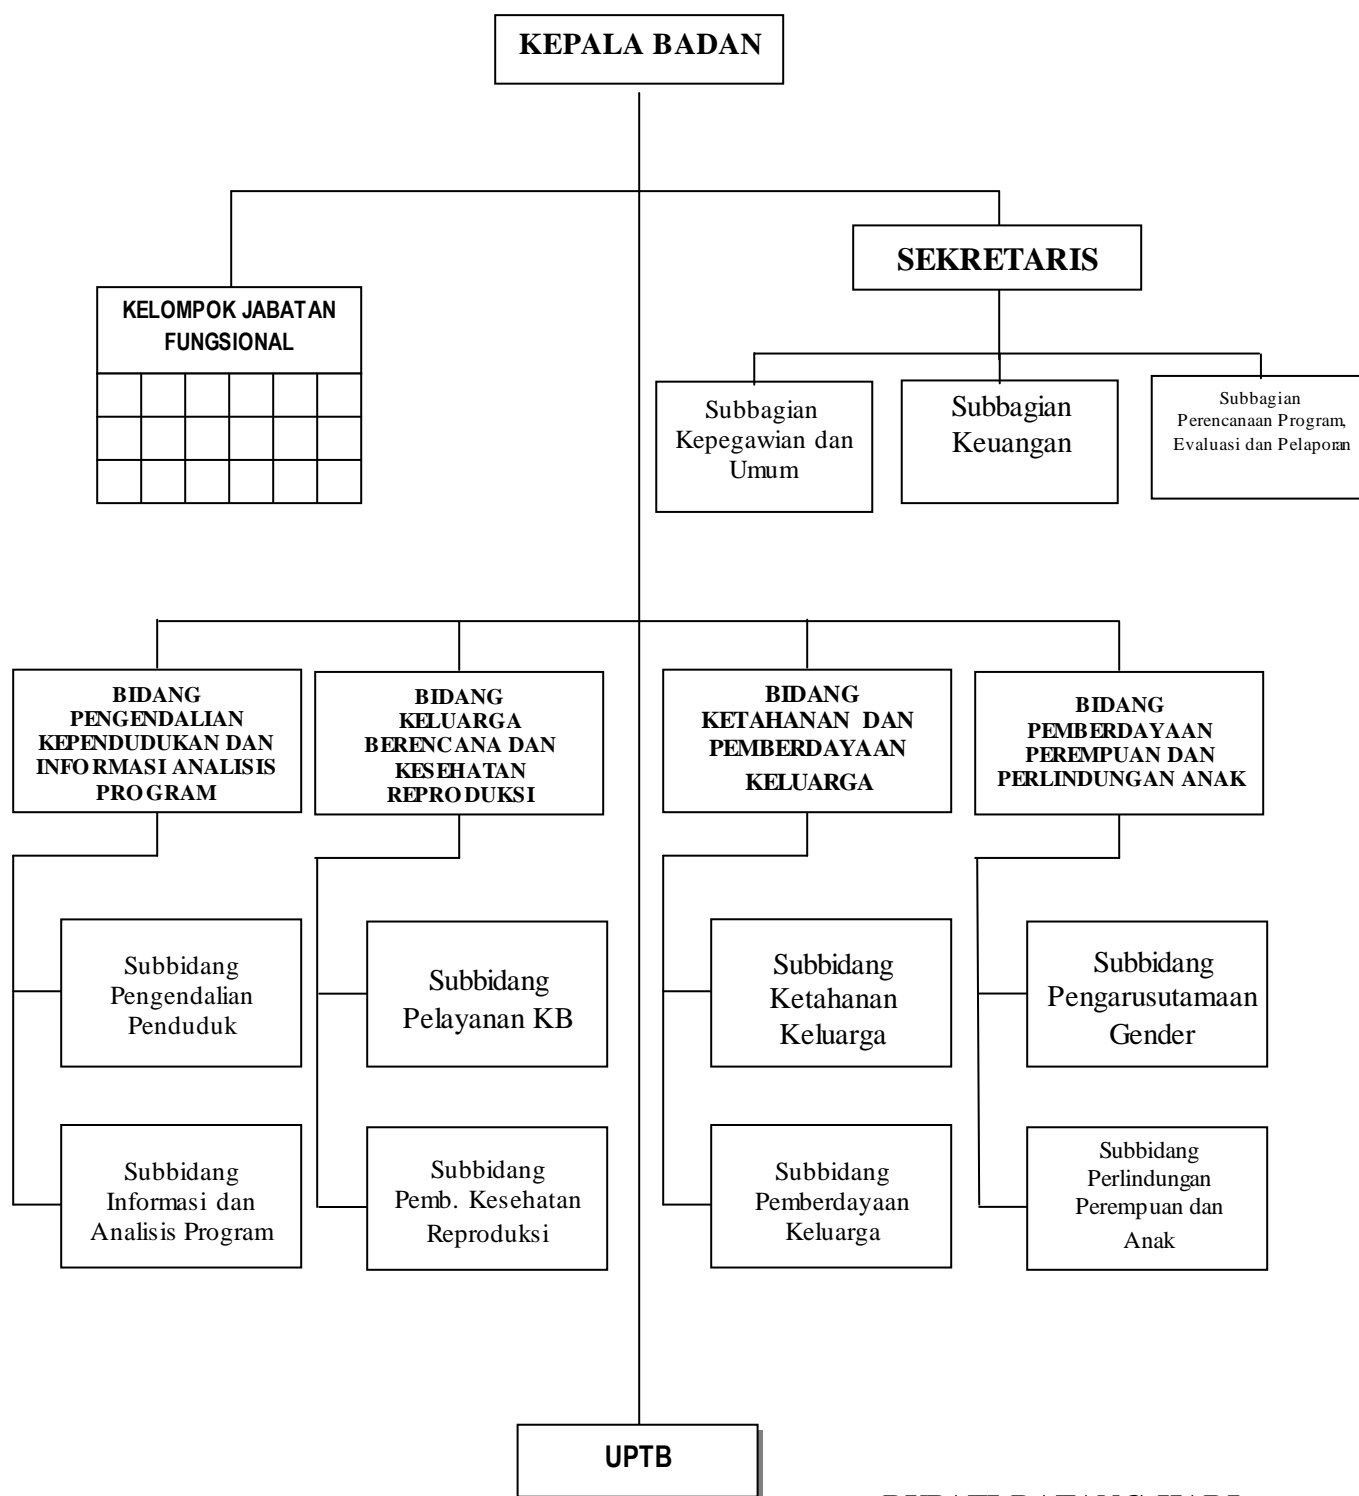 KEPALA BADAN
SEKRETARIS
KELOMPOK JABATAN
FUNGSIONAL
Subbagian
Kepegawian dan
Umum
Subbagian
Keuangan
Subbagian
Perencanaan Program,
Evaluasi dan Pelaporan
BIDANG
PENGENDALIAN
KEPENDUDUKAN DAN
INFORMASI ANALISIS
PROGRAM
BIDANG
KELUARGA
BERENCANA DAN
KESEHATAN
REPRODUKSI
BIDANG
KETAHANAN DAN
PEMBERDAYAAN
KELUARGA
BIDANG
PEMBERDAYAAN
PEREMPUAN DAN
PERLINDUNGAN ANAK
Subbidang
Pengendalian
Penduduk
Subbidang
Pelayanan KB
Subbidang
Ketahanan
Keluarga
Subbidang
Pengarusutamaan
Gender
Subbidang
Informasi dan
Analisis Program
Subbidang
Pemb. Kesehatan
Reproduksi
Subbidang
Pemberdayaan
Keluarga
Subbidang
Perlindungan
Perempuan dan
Anak
UPTB